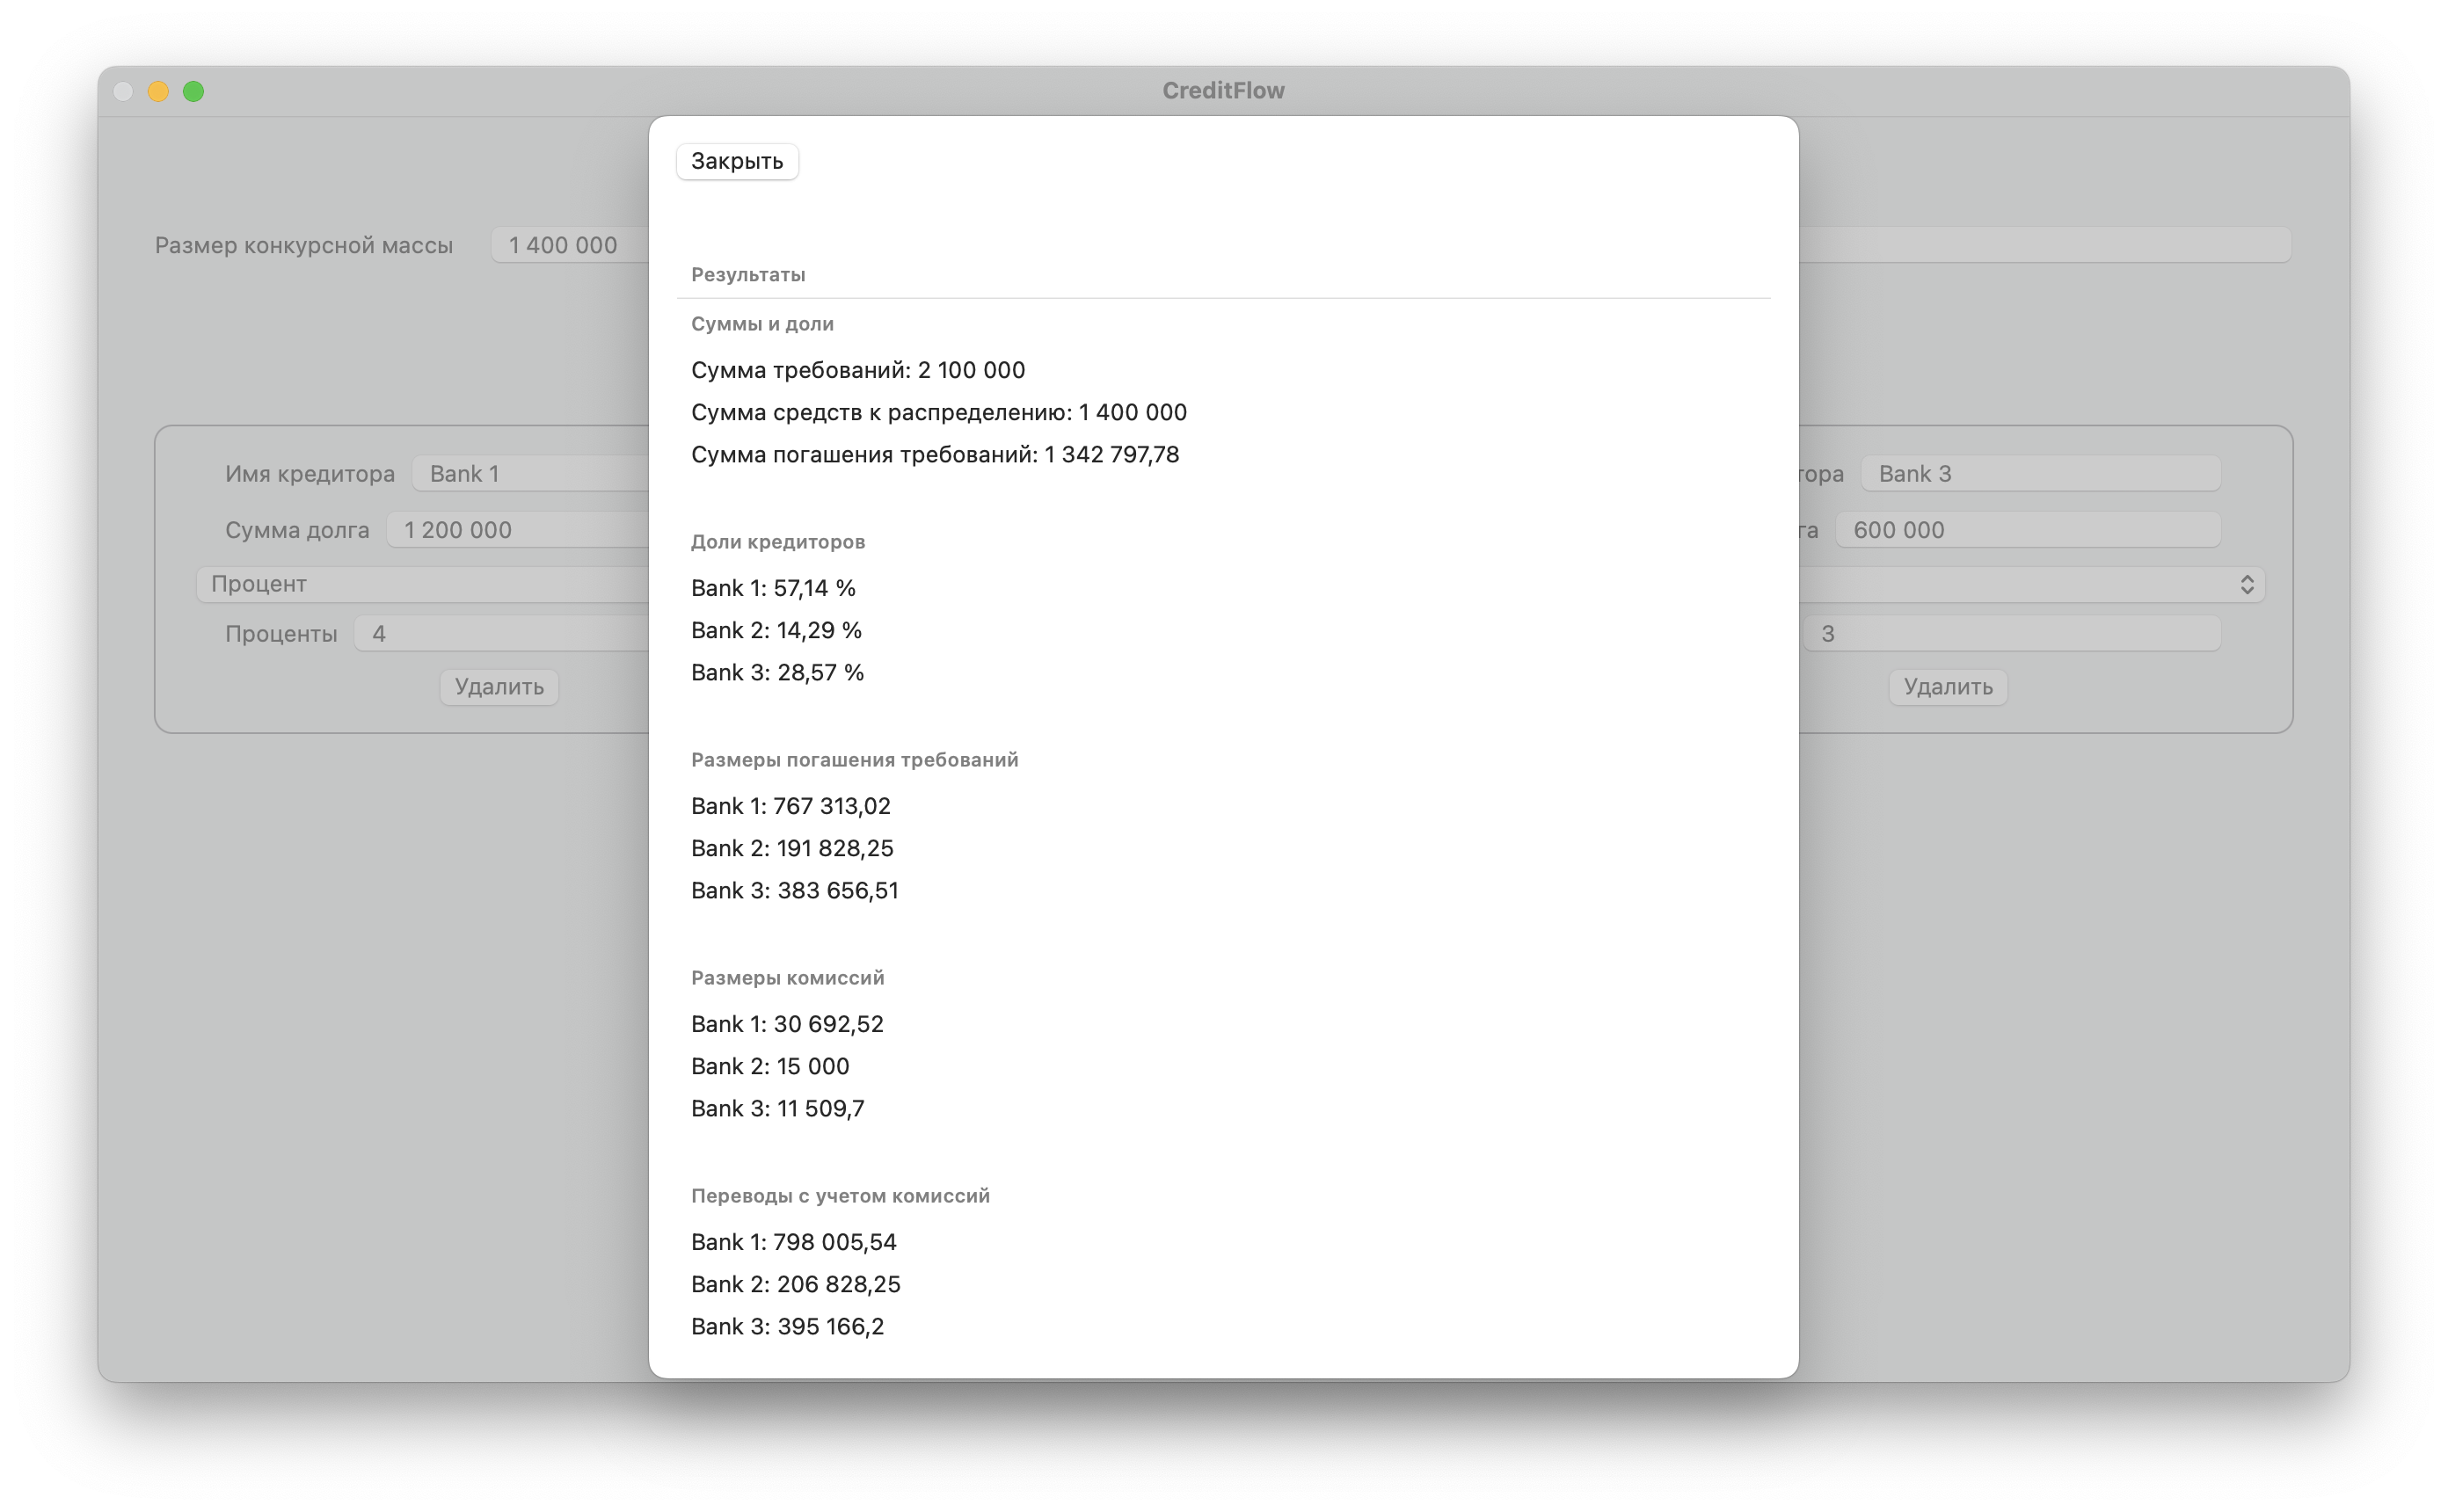 CreditFlow
Размер конкурсной массы 1 400 000
Имя кредитора Bank 1
Сумма долга 1 200 000
Процент
Проценты 4
Удалить
Закрыть
Результаты
Суммы и доли
Сумма требований: 2 100 000
Сумма средств к распределению: 1 400 000
Сумма погашения требований: 1 342 797,78
Доли кредиторов
Bank 1: 57,14 %
Bank 2: 14,29 %
Bank 3: 28,57 %
Размеры погашения требований
Bank 1: 767 313,02
Bank 2: 191 828,25
Bank 3: 383 656,51
Размеры комиссий
Bank 1: 30 692,52
Bank 2: 15 000
Bank 3: 11 509,7
Переводы с учетом комиссий
Bank 1: 798 005,54
Bank 2: 206 828,25
Bank 3: 395 166,2
Bank 3
600 000
3
Удалить